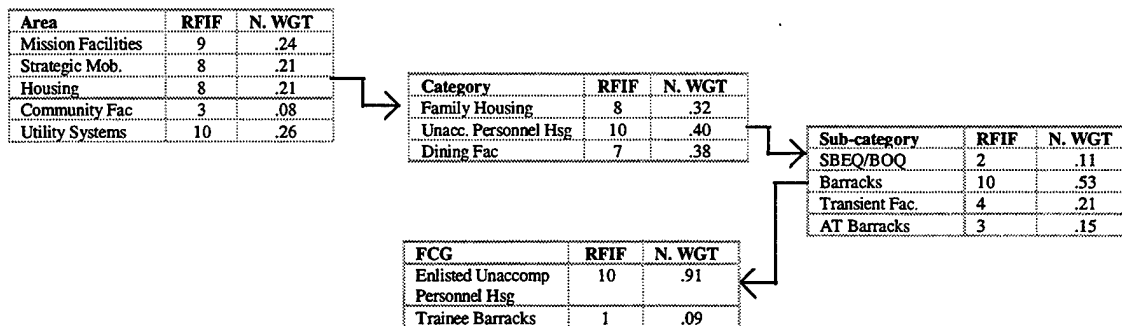 Area RFIF N. WGT
Mission Facilities 9 .24
Strategic Mob. 8 .21
Housing 8 .21
Community Fac 3 .08
Utility Systems 10 .26
Category RFIF N. WGT
Family Housing 8 .32
Unacc. Personnel Hsg 10 .40
Dining Fac 7 .38
Sub-category RFIF N. WGT
SBEQ/BOQ 2 .11
Barracks 10 .53
Transient Fac. 4 .21
AT Barracks 3 .15
FCG RFIF N. WGT
Enlisted Unaccomp 10 .91
Personnel Hsg
Trainee Barracks 1 .09